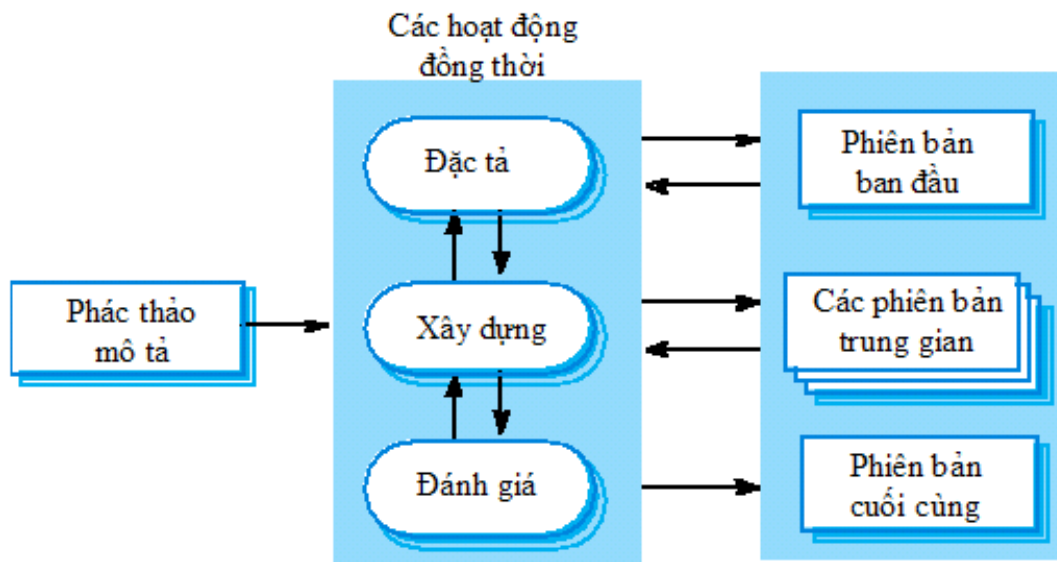 Các hoạt động
đồng thời
Đặc tả
Phiên bản
ban đầu
Phác thảo
mô tả
Xây dựng
Các phiên bản
trung gian
Đánh giá
Phiên bản
cuối cùng